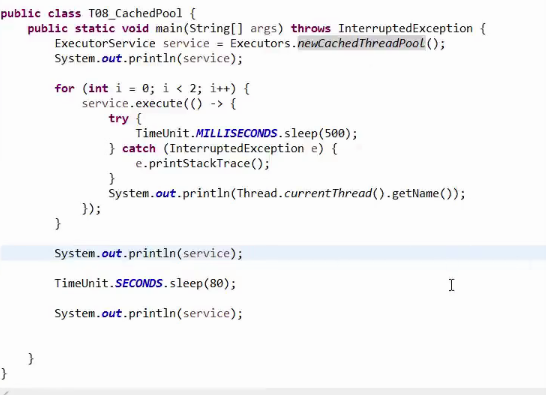 public class T08_CachedPool {
    public static void main(String[] args) throws InterruptedException {
        ExecutorService service = Executors.newCachedThreadPool();
        System.out.println(service);
        for (int i = 0; i < 2; i++) {
            service.execute(() -> {
                try {
                    TimeUnit.MILLISECONDS.sleep(500);
                } catch (InterruptedException e) {
                    e.printStackTrace();
                }
                System.out.println(Thread.currentThread().getName());
            });
        }
        System.out.println(service);
        TimeUnit.SECONDS.sleep(80);
        System.out.println(service);
    }
}